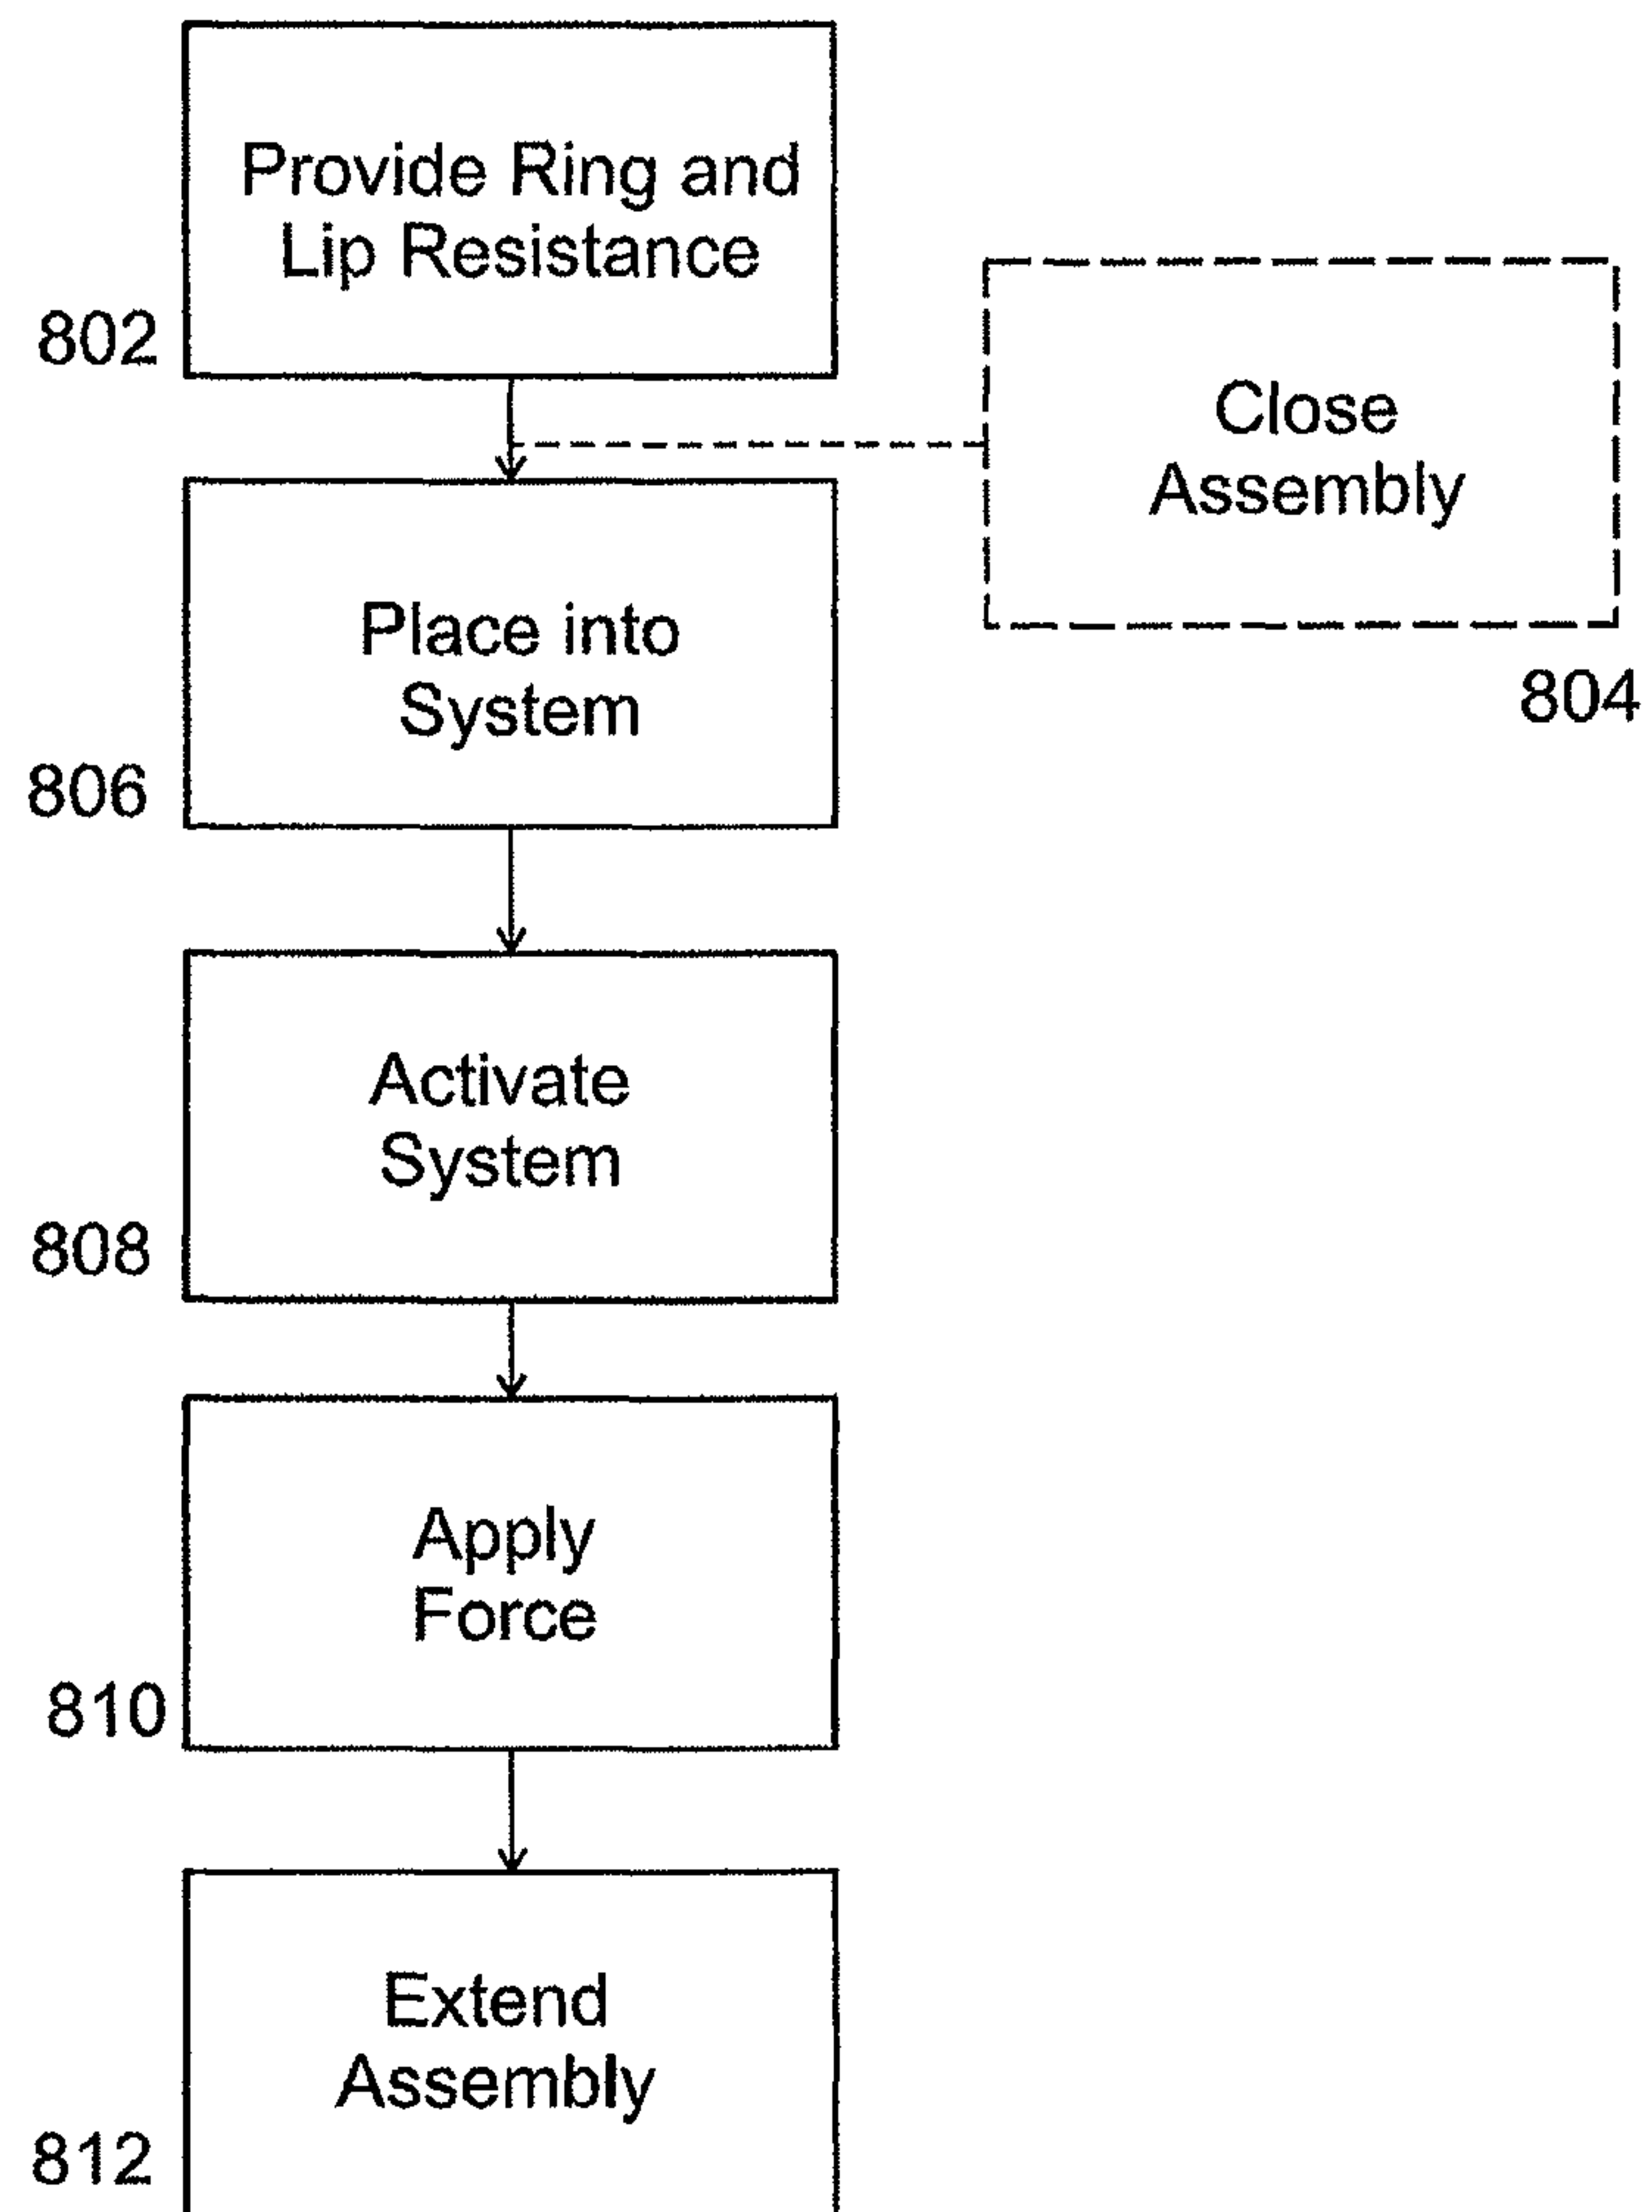 Provide Ring and
Lip Resistance
802
Close
Assembly
804
Place into
System
806
Activate
System
808
Apply
Force
810
Extend
Assembly
812